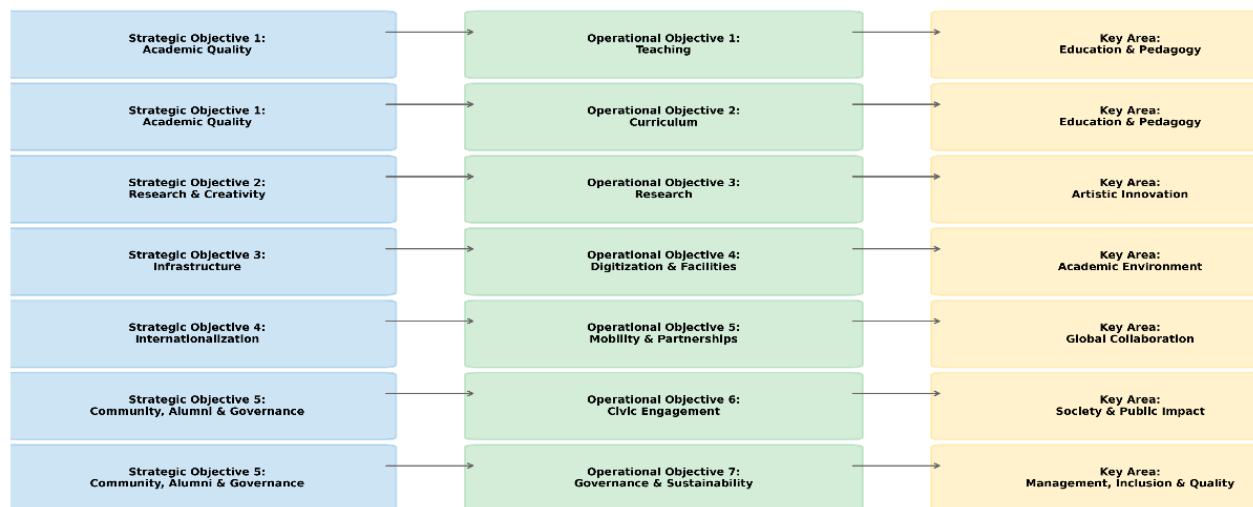 Strategic Objective 1:
Academic Quality
Operational Objective 1:
Teaching
Key Area:
Education & Pedagogy
Strategic Objective 1:
Academic Quality
Operational Objective 2:
Curriculum
Key Area:
Education & Pedagogy
Strategic Objective 2:
Research & Creativity
Operational Objective 3:
Research
Key Area:
Artistic Innovation
Strategic Objective 3:
Infrastructure
Operational Objective 4:
Digitization & Facilities
Key Area:
Academic Environment
Strategic Objective 4:
Internationalization
Operational Objective 5:
Mobility & Partnerships
Key Area:
Global Collaboration
Strategic Objective 5:
Community, Alumni & Governance
Operational Objective 6:
Civic Engagement
Key Area:
Society & Public Impact
Strategic Objective 5:
Community, Alumni & Governance
Operational Objective 7:
Governance & Sustainability
Key Area:
Management, Inclusion & Quality